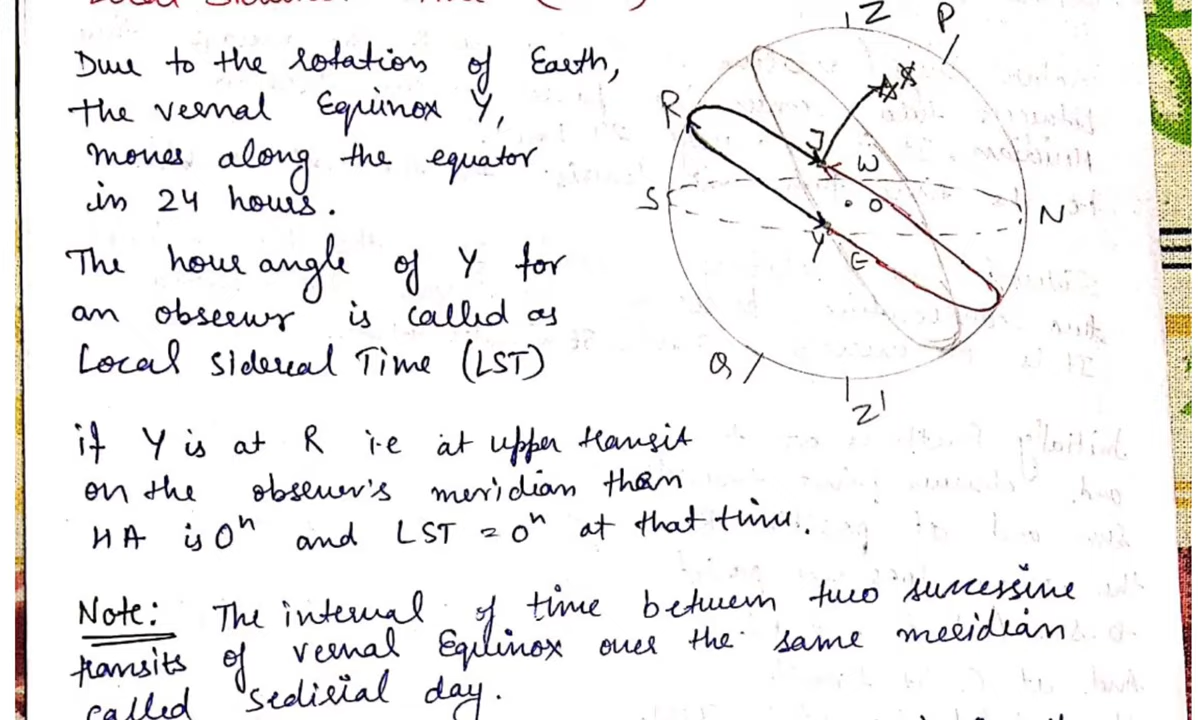 Local Sidereal Time (
Due to the rotation of Earth,
the vernal Equinox Y,
moves along the equator
in 24 hours.
The hour angle of Y for
an observer is called as
Local Sidereal Time (LST)
if Y is at R i.e at upper transit
on the observer's meridian then
HA is 0h and LST = 0h at that time.
Note: The interval of time between two successive
transits of vernal Equinox over the same meridian
called Sedirial day.
Z
P
R
J
W
S
O
N
Y
E
Q
Z'